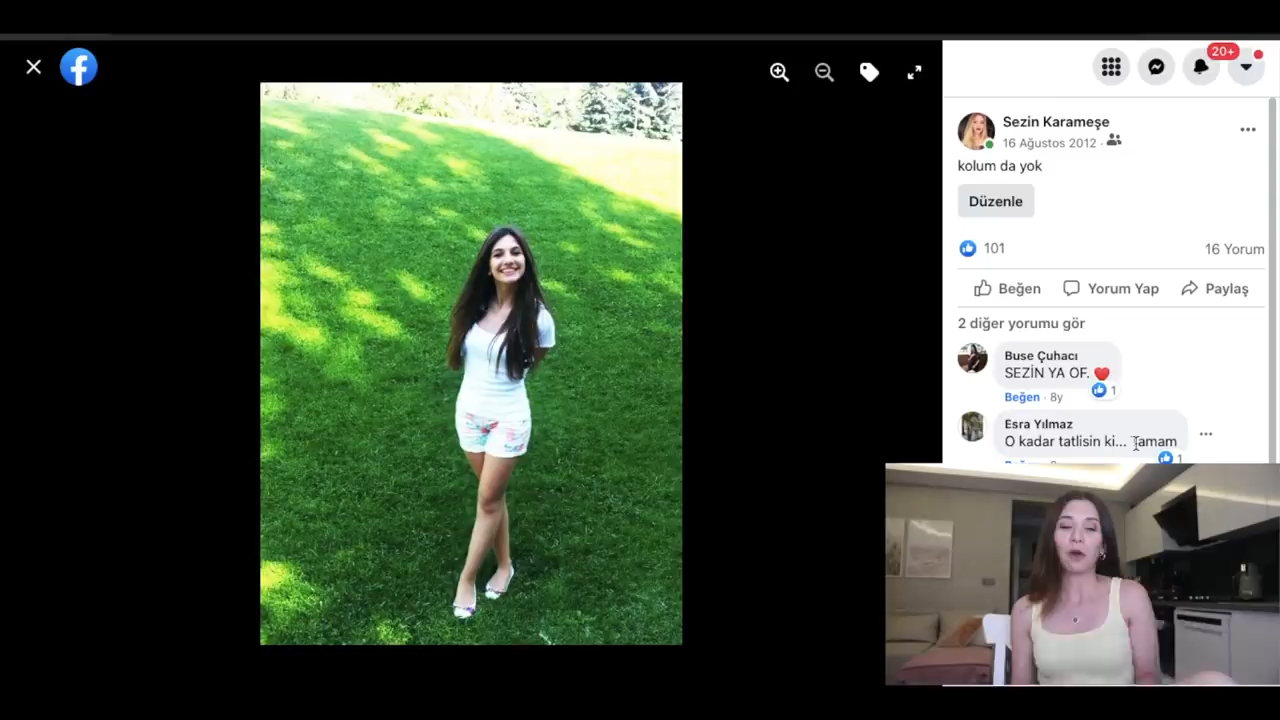 20+
Sezin Karameşe
16 Ağustos 2012 ·
kolum da yok
Düzenle
101
16 Yorum
Beğen
Yorum Yap
Paylaş
2 diğer yorumu gör
Buse Çuhacı
SEZİN YA OF. ❤️
Beğen · 8y
1
Esra Yılmaz
O kadar tatlisin ki... Tamam
1